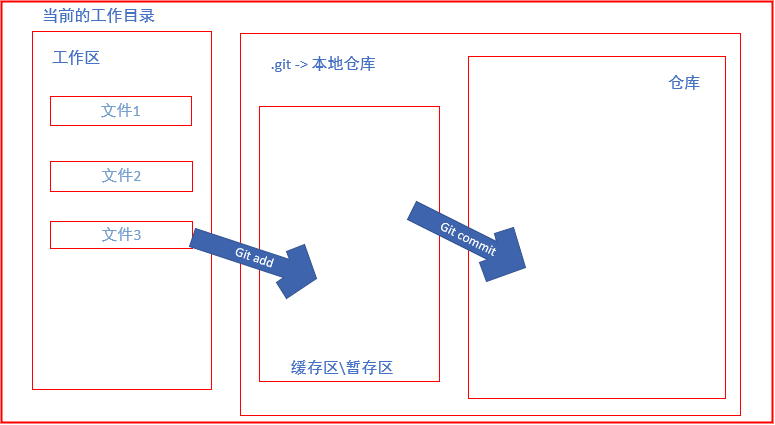 当前的工作目录
工作区
文件1
文件2
文件3
Git add
.git -> 本地仓库
缓存区\暂存区
Git commit
仓库